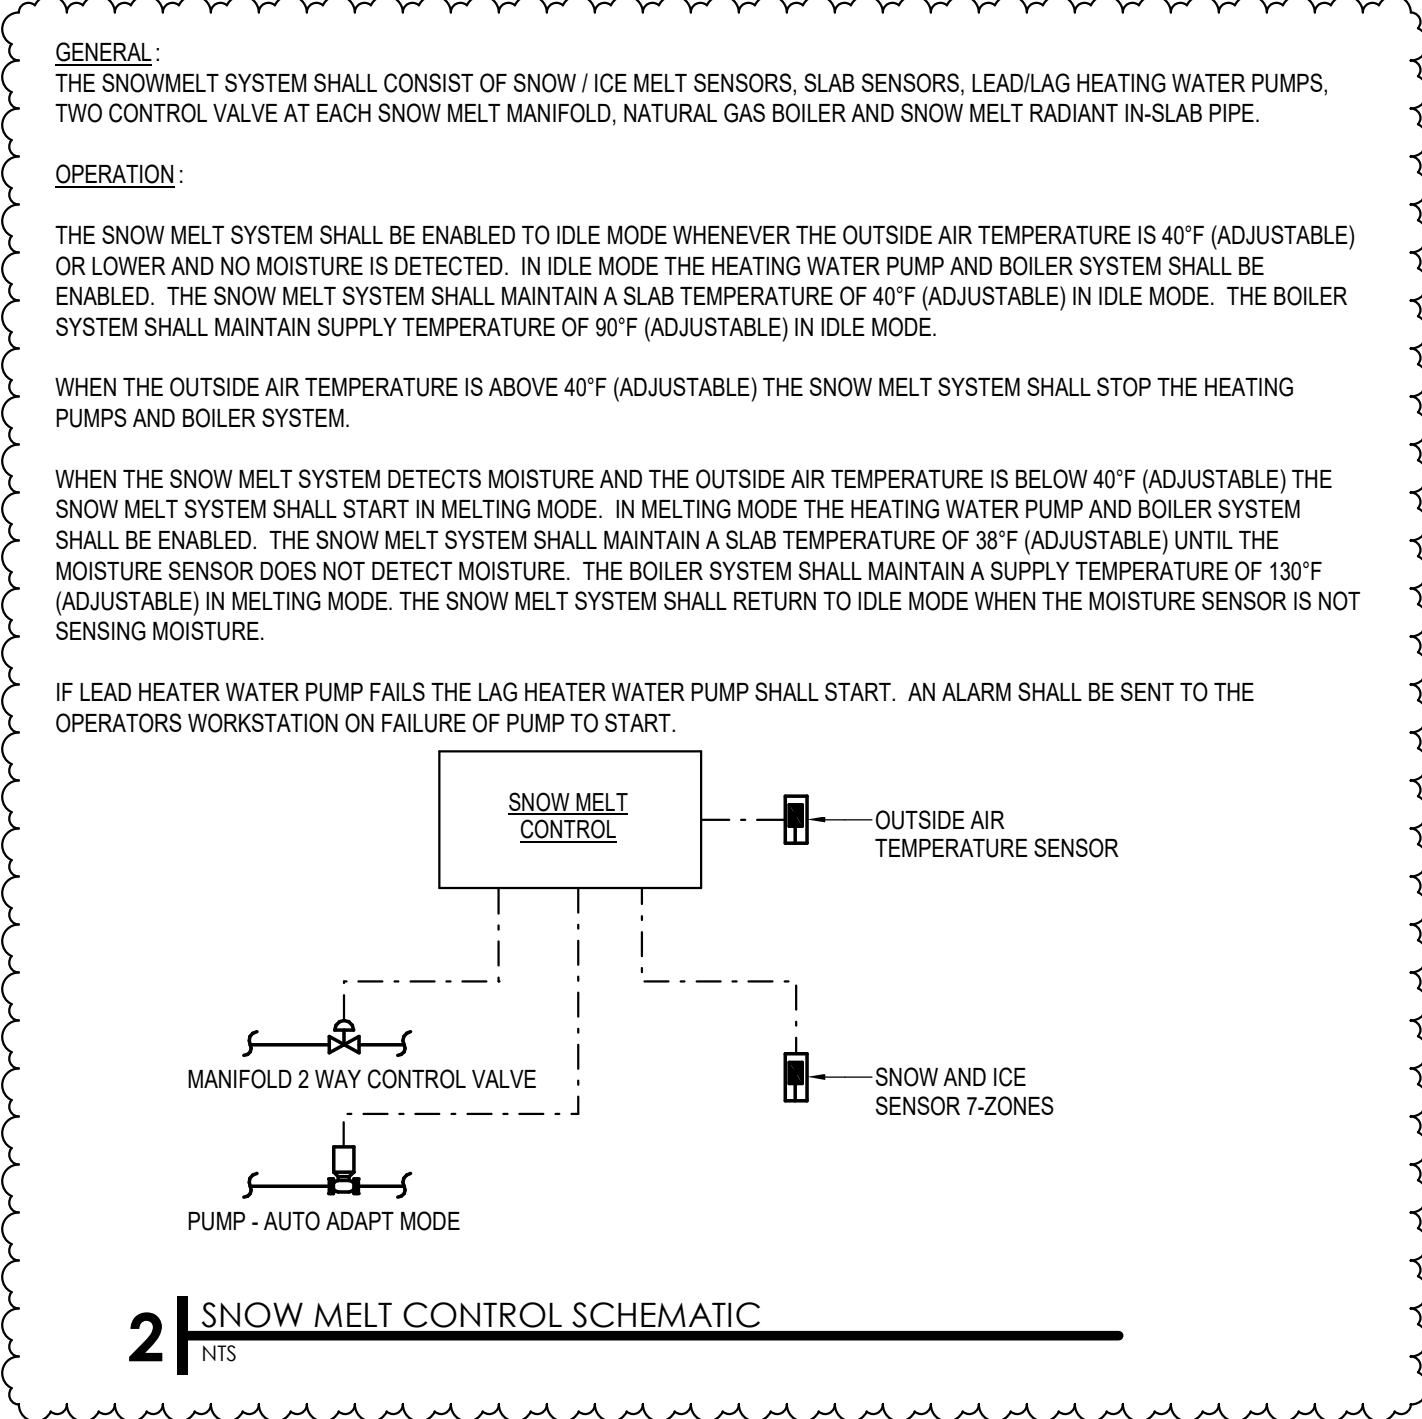 GENERAL:
THE SNOWMELT SYSTEM SHALL CONSIST OF SNOW / ICE MELT SENSORS, SLAB SENSORS, LEAD/LAG HEATING WATER PUMPS,
TWO CONTROL VALVE AT EACH SNOW MELT MANIFOLD, NATURAL GAS BOILER AND SNOW MELT RADIANT IN-SLAB PIPE.
OPERATION:
THE SNOW MELT SYSTEM SHALL BE ENABLED TO IDLE MODE WHENEVER THE OUTSIDE AIR TEMPERATURE IS 40°F (ADJUSTABLE)
OR LOWER AND NO MOISTURE IS DETECTED. IN IDLE MODE THE HEATING WATER PUMP AND BOILER SYSTEM SHALL BE
ENABLED. THE SNOW MELT SYSTEM SHALL MAINTAIN A SLAB TEMPERATURE OF 40°F (ADJUSTABLE) IN IDLE MODE. THE BOILER
SYSTEM SHALL MAINTAIN SUPPLY TEMPERATURE OF 90°F (ADJUSTABLE) IN IDLE MODE.
WHEN THE OUTSIDE AIR TEMPERATURE IS ABOVE 40°F (ADJUSTABLE) THE SNOW MELT SYSTEM SHALL STOP THE HEATING
PUMPS AND BOILER SYSTEM.
WHEN THE SNOW MELT SYSTEM DETECTS MOISTURE AND THE OUTSIDE AIR TEMPERATURE IS BELOW 40°F (ADJUSTABLE) THE
SNOW MELT SYSTEM SHALL START IN MELTING MODE. IN MELTING MODE THE HEATING WATER PUMP AND BOILER SYSTEM
SHALL BE ENABLED. THE SNOW MELT SYSTEM SHALL MAINTAIN A SLAB TEMPERATURE OF 38°F (ADJUSTABLE) UNTIL THE
MOISTURE SENSOR DOES NOT DETECT MOISTURE. THE BOILER SYSTEM SHALL MAINTAIN A SUPPLY TEMPERATURE OF 130°F
(ADJUSTABLE) IN MELTING MODE. THE SNOW MELT SYSTEM SHALL RETURN TO IDLE MODE WHEN THE MOISTURE SENSOR IS NOT
SENSING MOISTURE.
IF LEAD HEATER WATER PUMP FAILS THE LAG HEATER WATER PUMP SHALL START. AN ALARM SHALL BE SENT TO THE
OPERATORS WORKSTATION ON FAILURE OF PUMP TO START.
SNOW MELT
CONTROL
OUTSIDE AIR
TEMPERATURE SENSOR
MANIFOLD 2 WAY CONTROL VALVE
SNOW AND ICE
SENSOR 7-ZONES
PUMP - AUTO ADAPT MODE
2 SNOW MELT CONTROL SCHEMATIC
NTS